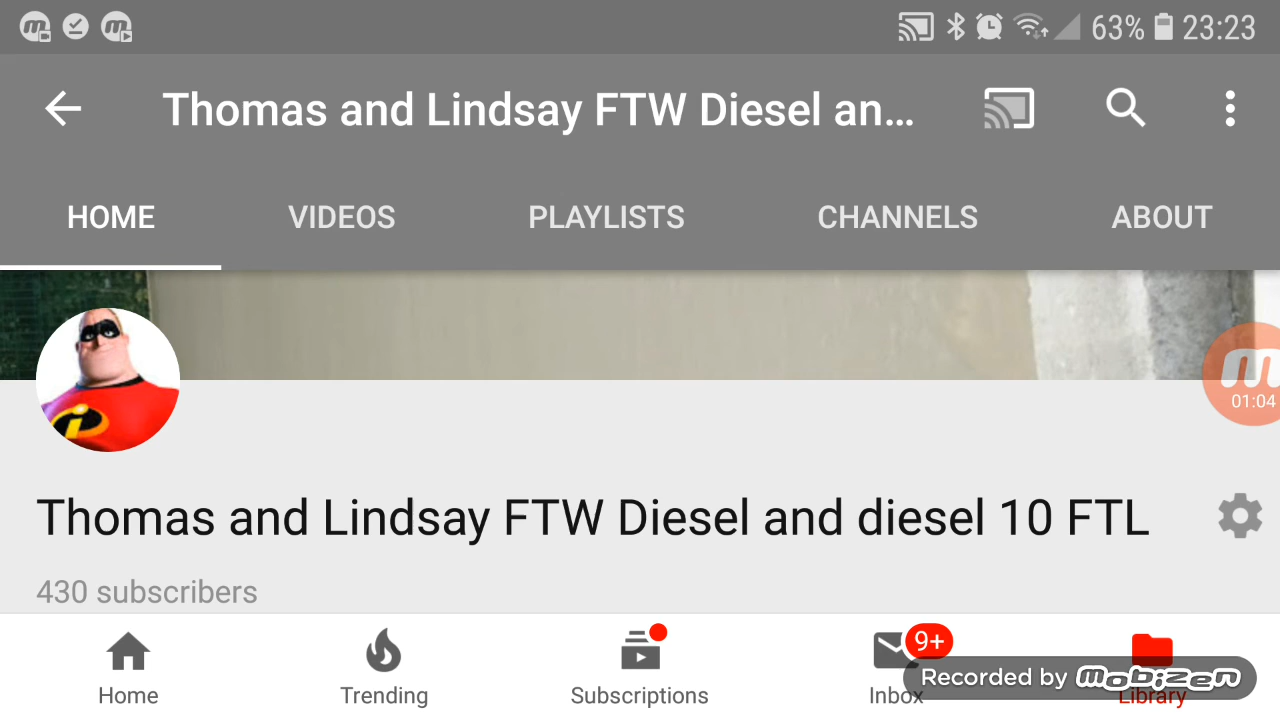 63% 23:23
Thomas and Lindsay FTW Diesel an...
HOME VIDEOS PLAYLISTS CHANNELS ABOUT
01:04
Thomas and Lindsay FTW Diesel and diesel 10 FTL
430 subscribers
9+
Home Trending Subscriptions Inbox Library
Recorded by mobizen